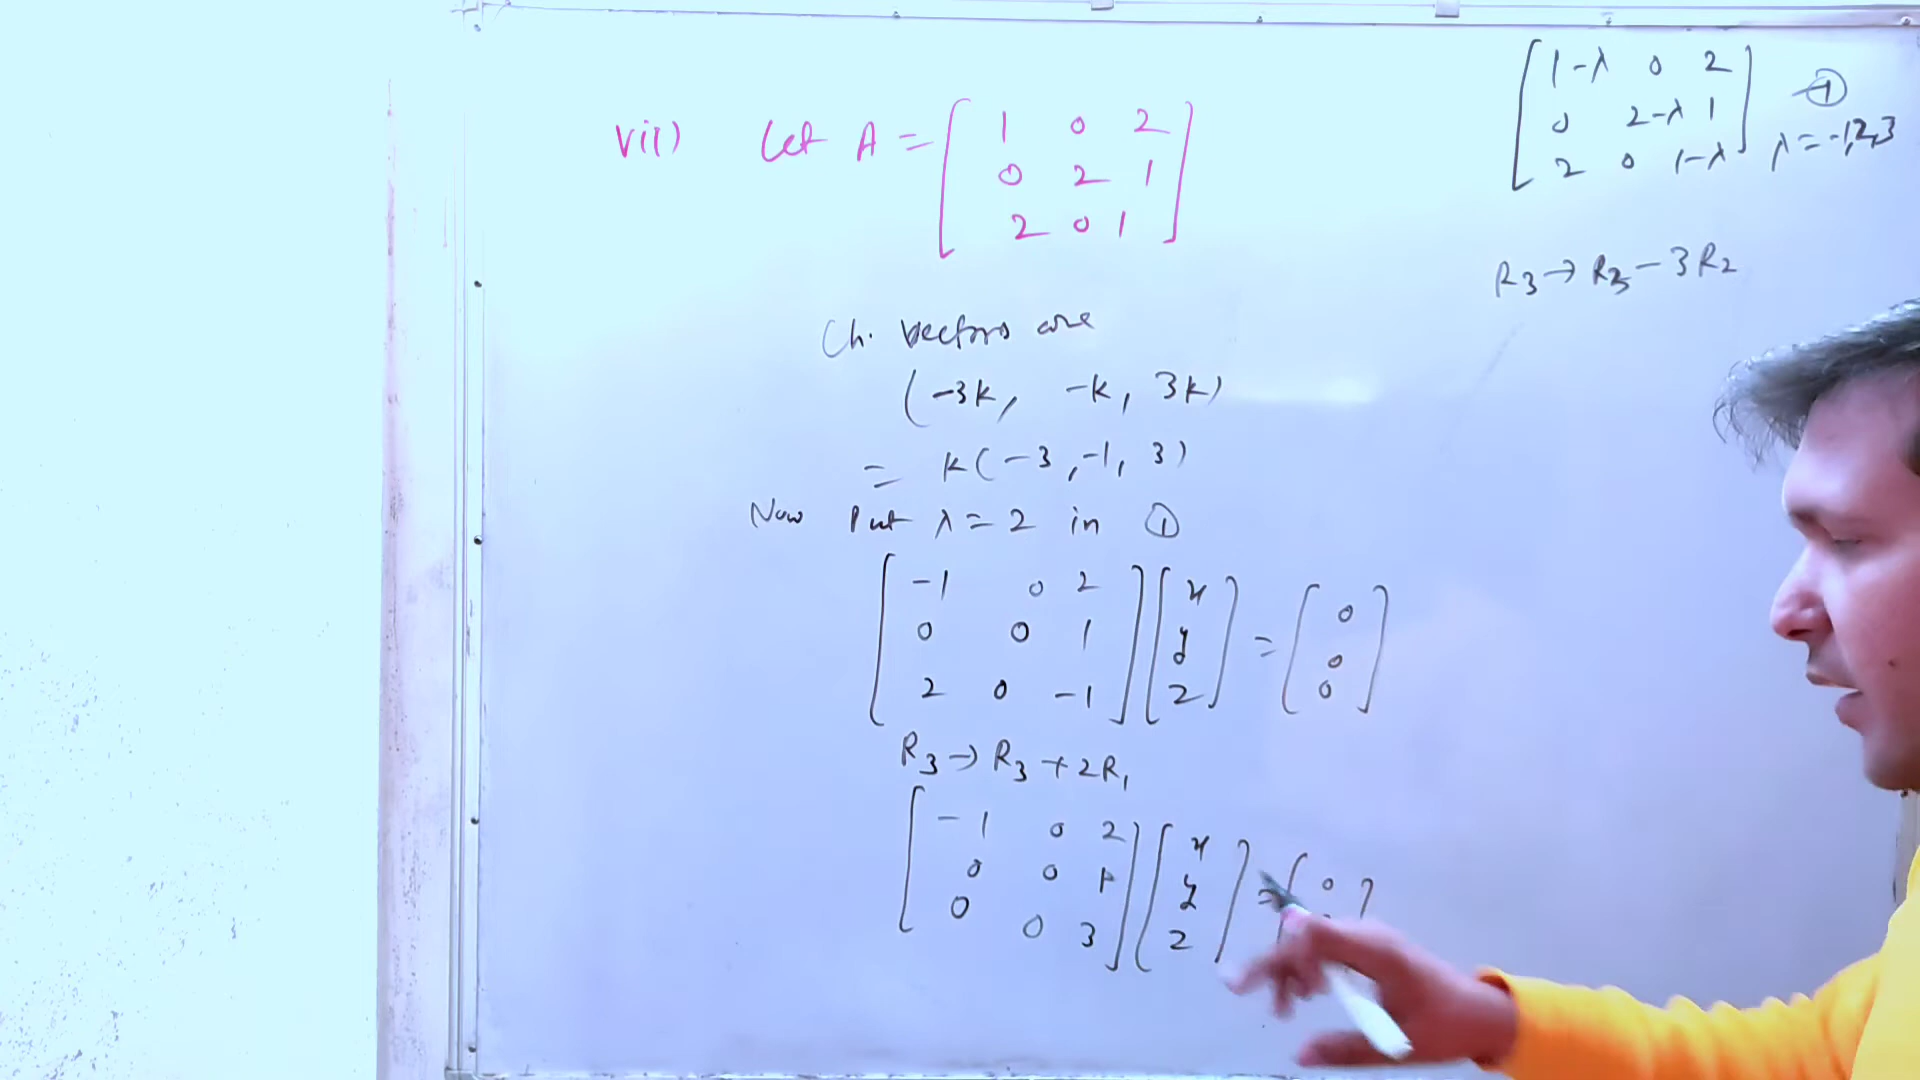 vii) Let A = [ 1 0 2
0 2 1
2 0 1 ]
Ch. Vectors are
(-3k, -k, 3k)
= k(-3, -1, 3)
Now Put λ = 2 in ①
[ -1 0 2 ] [ x ] = [ 0 ]
[ 0 0 1 ] [ y ] [ 0 ]
[ 2 0 -1 ] [ z ] [ 0 ]
R3 → R3 + 2R1
[ -1 0 2 ] [ x ] = [ 0 ]
[ 0 0 1 ] [ y ]
[ 0 0 3 ] [ z ]
[ 1-λ 0 2
0 2-λ 1
2 0 1-λ ] —①
λ = -1,2,3
R3 → R3 - 3R2